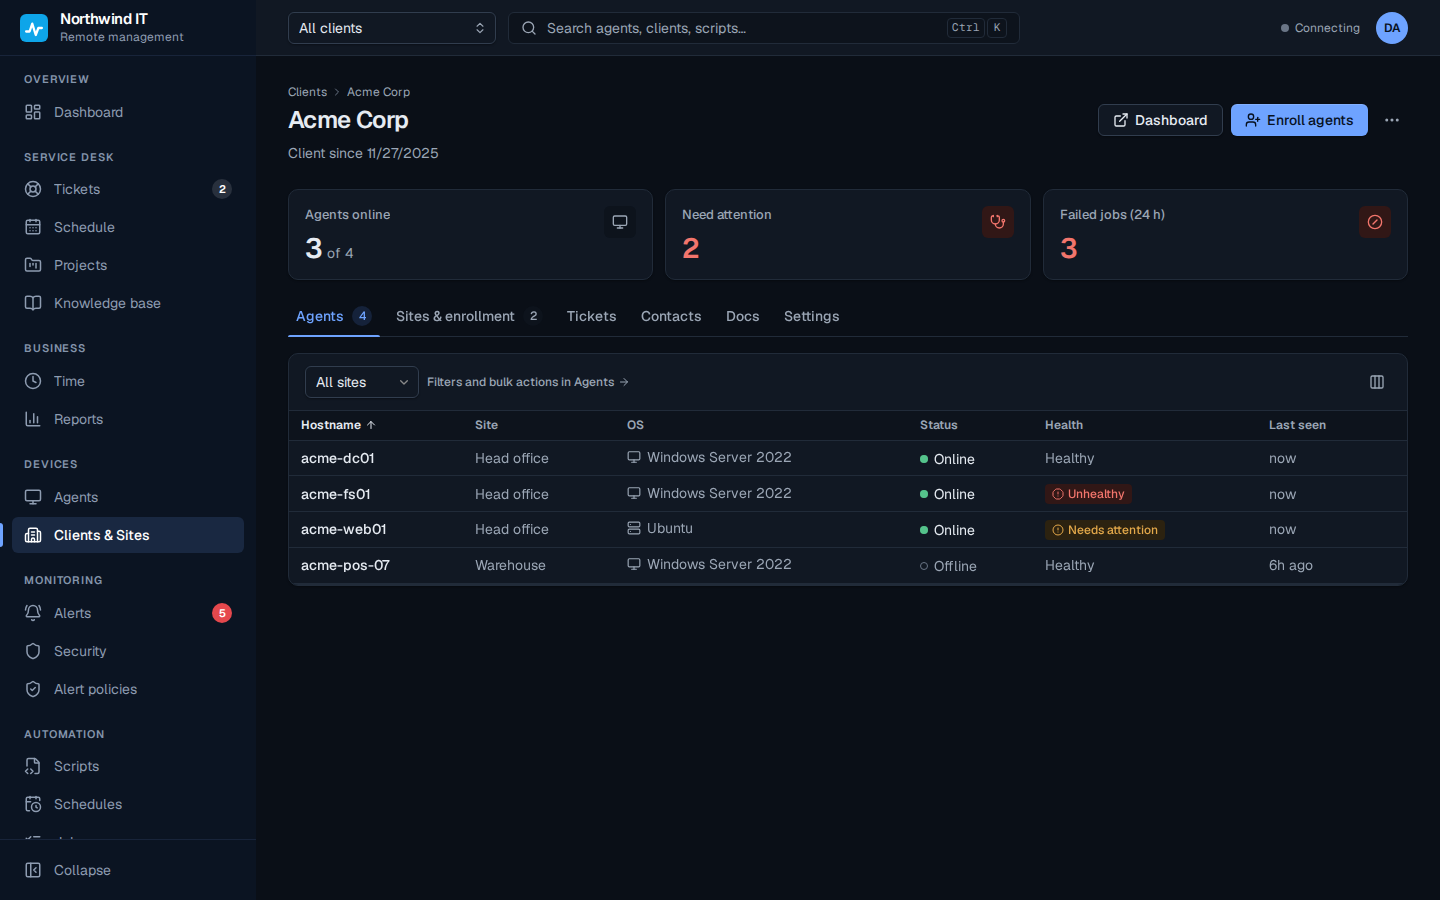 Northwind IT
Remote management
All clients
Search agents, clients, scripts...
Ctrl K
Connecting
DA
OVERVIEW
Dashboard
SERVICE DESK
Tickets 2
Schedule
Projects
Knowledge base
BUSINESS
Time
Reports
DEVICES
Agents
Clients & Sites
MONITORING
Alerts 5
Security
Alert policies
AUTOMATION
Scripts
Schedules
Collapse
Clients > Acme Corp
Acme Corp
Client since 11/27/2025
Dashboard
Enroll agents
Agents online
3 of 4
Need attention
2
Failed jobs (24 h)
3
Agents 4 Sites & enrollment 2 Tickets Contacts Docs Settings
All sites
Filters and bulk actions in Agents →
Hostname ↑ Site OS Status Health Last seen
acme-dc01 Head office Windows Server 2022 Online Healthy now
acme-fs01 Head office Windows Server 2022 Online Unhealthy now
acme-web01 Head office Ubuntu Online Needs attention now
acme-pos-07 Warehouse Windows Server 2022 Offline Healthy 6h ago